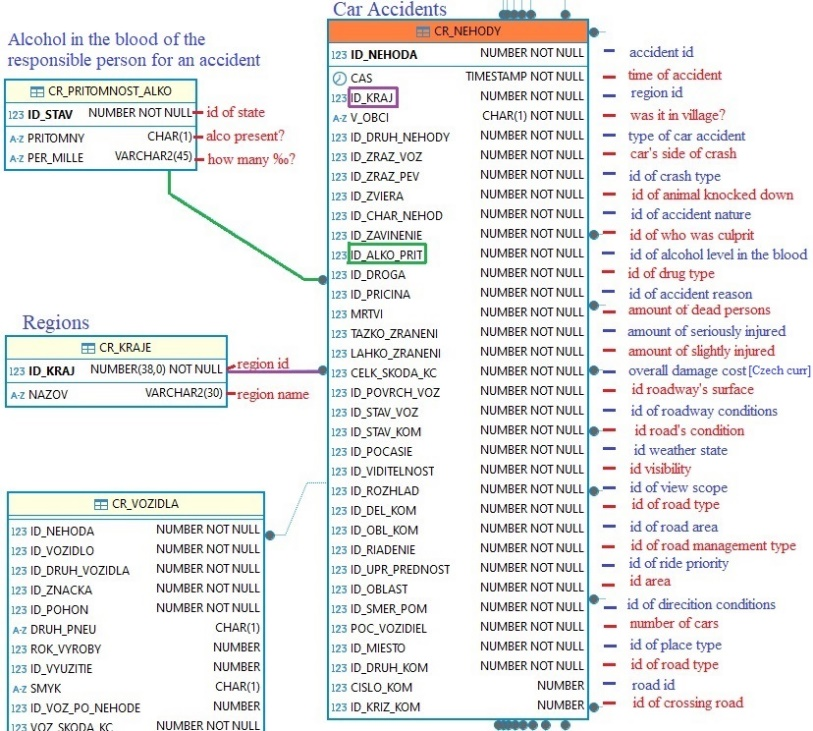 Car Accidents
Alcohol in the blood of the
responsible person for an accident
CR_PRITOMNOST_ALKO
123 ID_STAV NUMBER NOT NULL id of state
A-Z PRITOMNY CHAR(1) alco present?
A-Z PER_MILLE VARCHAR2(45) how many ‰?
Regions
CR_KRAJE
123 ID_KRAJ NUMBER(38,0) NOT NULL region id
A-Z NAZOV VARCHAR2(30) region name
CR_VOZIDLA
123 ID_NEHODA NUMBER NOT NULL
123 ID_VOZIDLO NUMBER NOT NULL
123 ID_DRUH_VOZIDLA NUMBER NOT NULL
123 ID_ZNACKA NUMBER NOT NULL
123 ID_POHON NUMBER NOT NULL
A-Z DRUH_PNEU CHAR(1)
123 ROK_VYROBY NUMBER
123 ID_VYUZITIE NUMBER
A-Z SMYK CHAR(1)
123 ID_VOZ_PO_NEHODE NUMBER
123 VOZ_SKODA_KC NUMBER NOT NULL
CR_NEHODY
123 ID_NEHODA NUMBER NOT NULL accident id
CAS TIMESTAMP NOT NULL time of accident
123 ID_KRAJ NUMBER NOT NULL region id
A-Z V_OBCI CHAR(1) NOT NULL was it in village?
123 ID_DRUH_NEHODY NUMBER NOT NULL type of car accident
123 ID_ZRAZ_VOZ NUMBER NOT NULL car's side of crash
123 ID_ZRAZ_PEV NUMBER NOT NULL id of crash type
123 ID_ZVIERA NUMBER NOT NULL id of animal knocked down
123 ID_CHAR_NEHOD NUMBER NOT NULL id of accident nature
123 ID_ZAVINENIE NUMBER NOT NULL id of who was culprit
123 ID_ALKO_PRIT NUMBER NOT NULL id of alcohol level in the blood
123 ID_DROGA NUMBER NOT NULL id of drug type
123 ID_PRICINA NUMBER NOT NULL id of accident reason
123 MRTVI NUMBER NOT NULL amount of dead persons
123 TAZKO_ZRANENI NUMBER NOT NULL amount of seriously injured
123 LAHKO_ZRANENI NUMBER NOT NULL amount of slightly injured
123 CELK_SKODA_KC NUMBER NOT NULL overall damage cost [Czech curr]
123 ID_POVRCH_VOZ NUMBER NOT NULL id roadway's surface
123 ID_STAV_VOZ NUMBER NOT NULL id of roadway conditions
123 ID_STAV_KOM NUMBER NOT NULL id road's condition
123 ID_POCASIE NUMBER NOT NULL id weather state
123 ID_VIDITELNOST NUMBER NOT NULL id visibility
123 ID_ROZHLAD NUMBER NOT NULL id of view scope
123 ID_DEL_KOM NUMBER NOT NULL id of road type
123 ID_OBL_KOM NUMBER NOT NULL id of road area
123 ID_RIADENIE NUMBER NOT NULL id of road management type
123 ID_UPR_PREDNOST NUMBER NOT NULL id of ride priority
123 ID_OBLAST NUMBER NOT NULL id area
123 ID_SMER_POM NUMBER NOT NULL id of direcition conditions
123 POC_VOZIDIEL NUMBER NOT NULL number of cars
123 ID_MIESTO NUMBER NOT NULL id of place type
123 ID_DRUH_KOM NUMBER NOT NULL id of road type
123 CISLO_KOM NUMBER road id
123 ID_KRIZ_KOM NUMBER id of crossing road